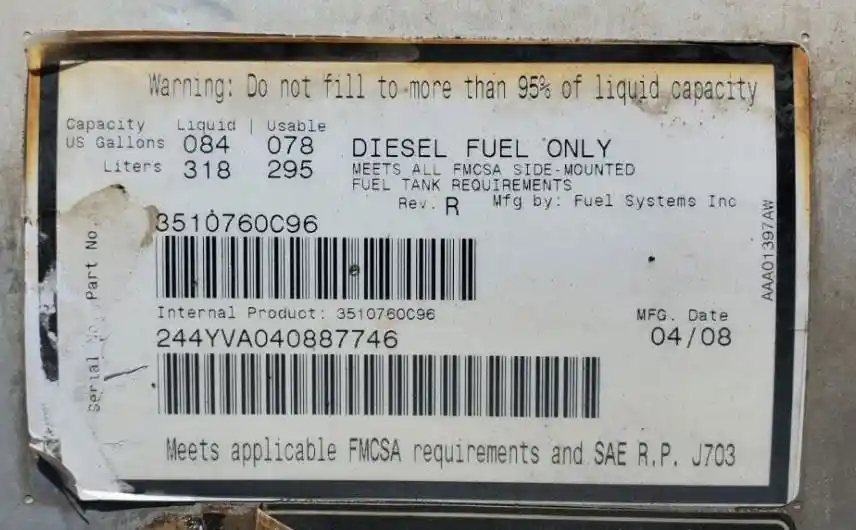 Warning: Do not fill to more than 95% of liquid capacity
Capacity Liquid | Usable
US Gallons 084 078
Liters 318 295
DIESEL FUEL ONLY
MEETS ALL FMCSA SIDE-MOUNTED
FUEL TANK REQUIREMENTS
Rev. R Mfg by: Fuel Systems Inc
Part No.
3510760C96
Internal Product: 3510760C96
Serial No.
244YVA040887746
MFG. Date
04/08
AAA01397AW
Meets applicable FMCSA requirements and SAE R.P. J703